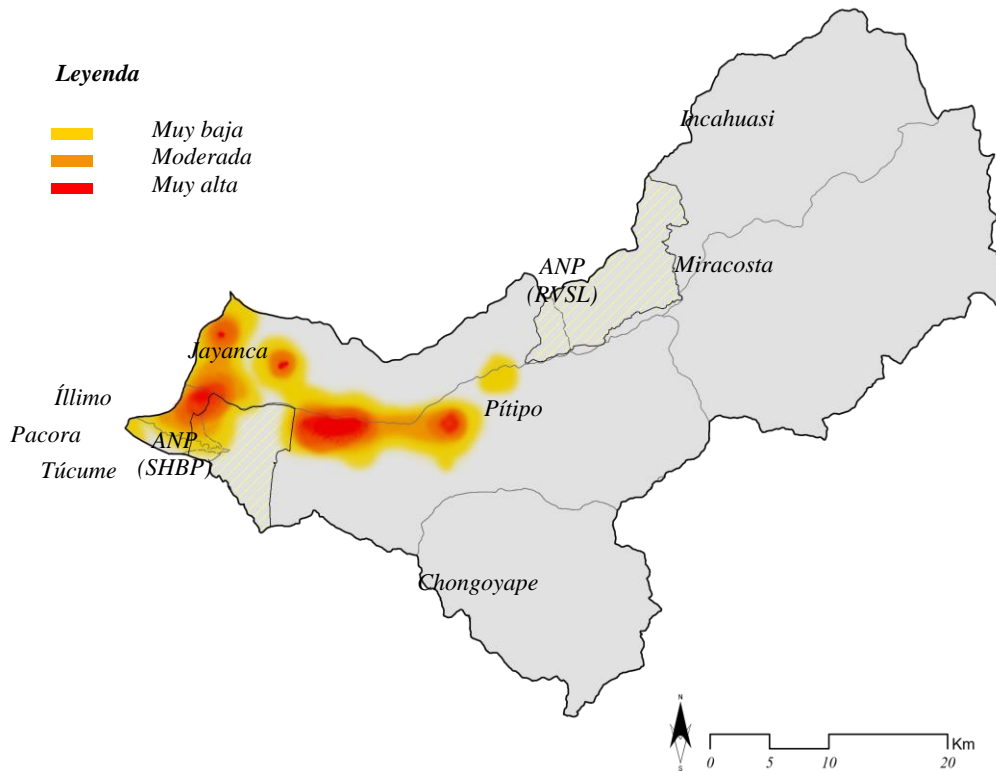 Leyenda
Muy baja
Moderada
Muy alta
Incahuasi
ANP
(RVSL)
Miracosta
Jayanca
Íllimo
Pítipo
Pacora
ANP
(SHBP)
Túcume
Chongoyape
N
S
Km
0 5 10 20